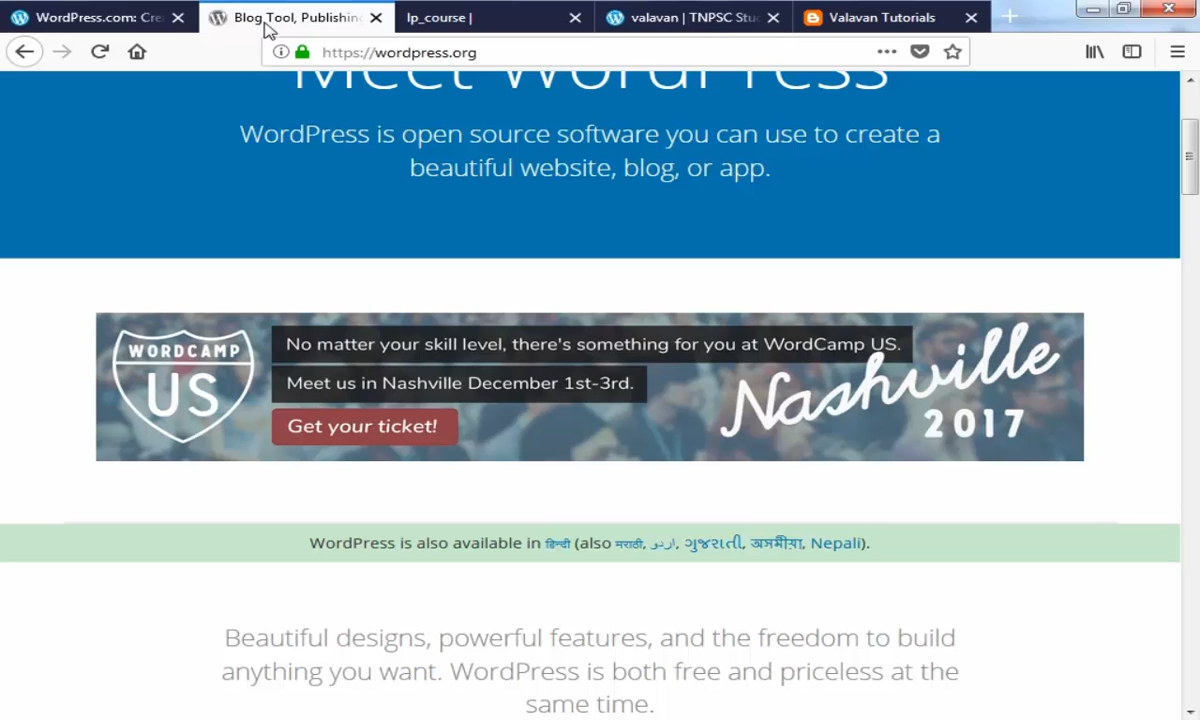 WordPress.com: Cre
Blog Tool, Publishing
lp_course |
valavan | TNPSC Stu
Valavan Tutorials
https://wordpress.org
Meet WordPress
WordPress is open source software you can use to create a
beautiful website, blog, or app.
WORDCAMP
US
No matter your skill level, there's something for you at WordCamp US.
Meet us in Nashville December 1st-3rd.
Get your ticket!
Nashville
2017
WordPress is also available in हिन्दी (also मराठी, اردو, ગુજરાતી, অসমীয়া, Nepali).
Beautiful designs, powerful features, and the freedom to build
anything you want. WordPress is both free and priceless at the
same time.